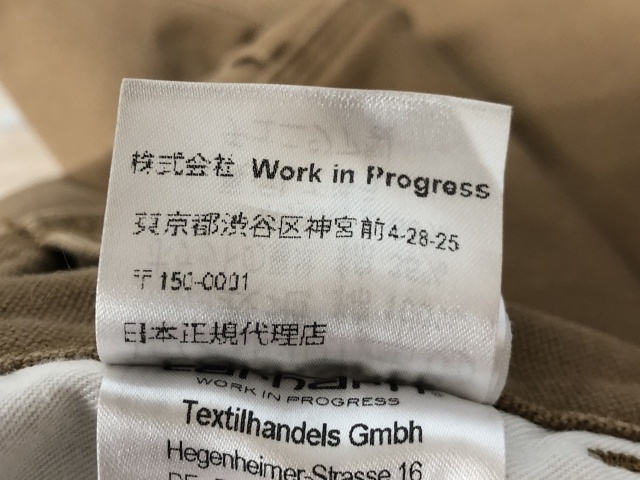 株式会社 Work in Progress
東京都渋谷区神宮前4-28-25
〒150-0001
日本正規代理店
carhartt®
WORK IN PROGRESS
Textilhandels Gmbh
Hegenheimer-Strasse 16